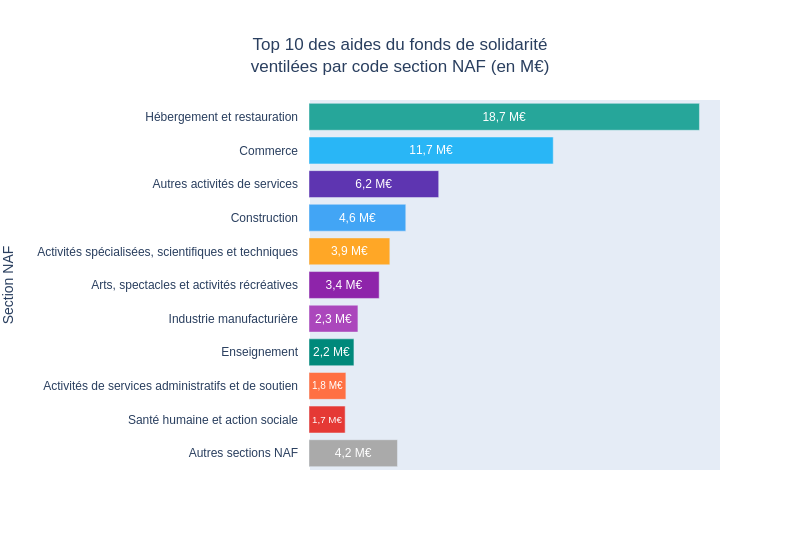 Top 10 des aides du fonds de solidarité
ventilées par code section NAF (en M€)
Section NAF
Hébergement et restauration 18,7 M€
Commerce 11,7 M€
Autres activités de services 6,2 M€
Construction 4,6 M€
Activités spécialisées, scientifiques et techniques 3,9 M€
Arts, spectacles et activités récréatives 3,4 M€
Industrie manufacturière 2,3 M€
Enseignement 2,2 M€
Activités de services administratifs et de soutien 1,8 M€
Santé humaine et action sociale 1,7 M€
Autres sections NAF 4,2 M€